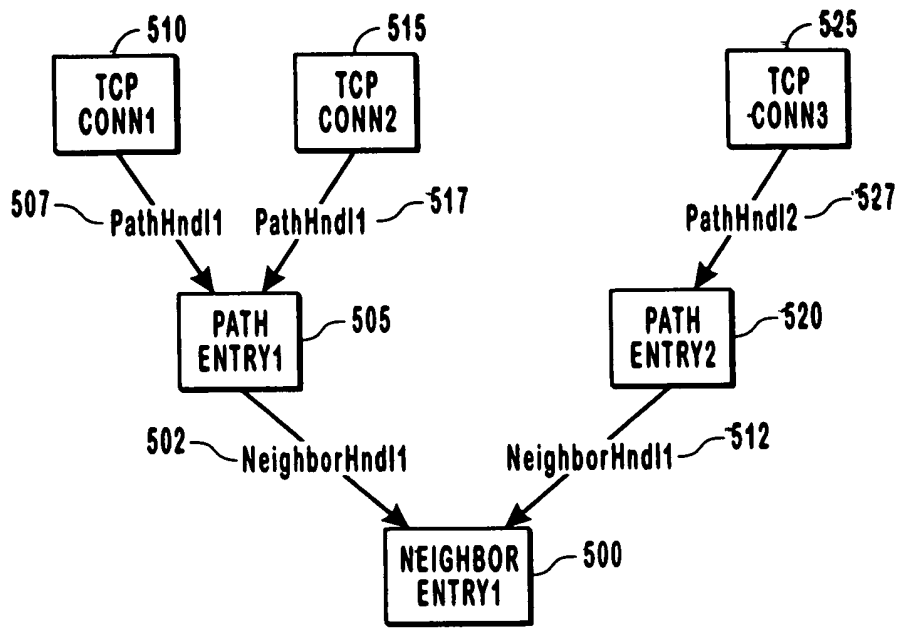 510
515
525
TCP
CONN1
TCP
CONN2
TCP
CONN3
507
PathHndl1
PathHndl1
517
PathHndl2
527
PATH
ENTRY1
505
PATH
ENTRY2
520
502
NeighborHndl1
NeighborHndl1
512
NEIGHBOR
ENTRY1
500